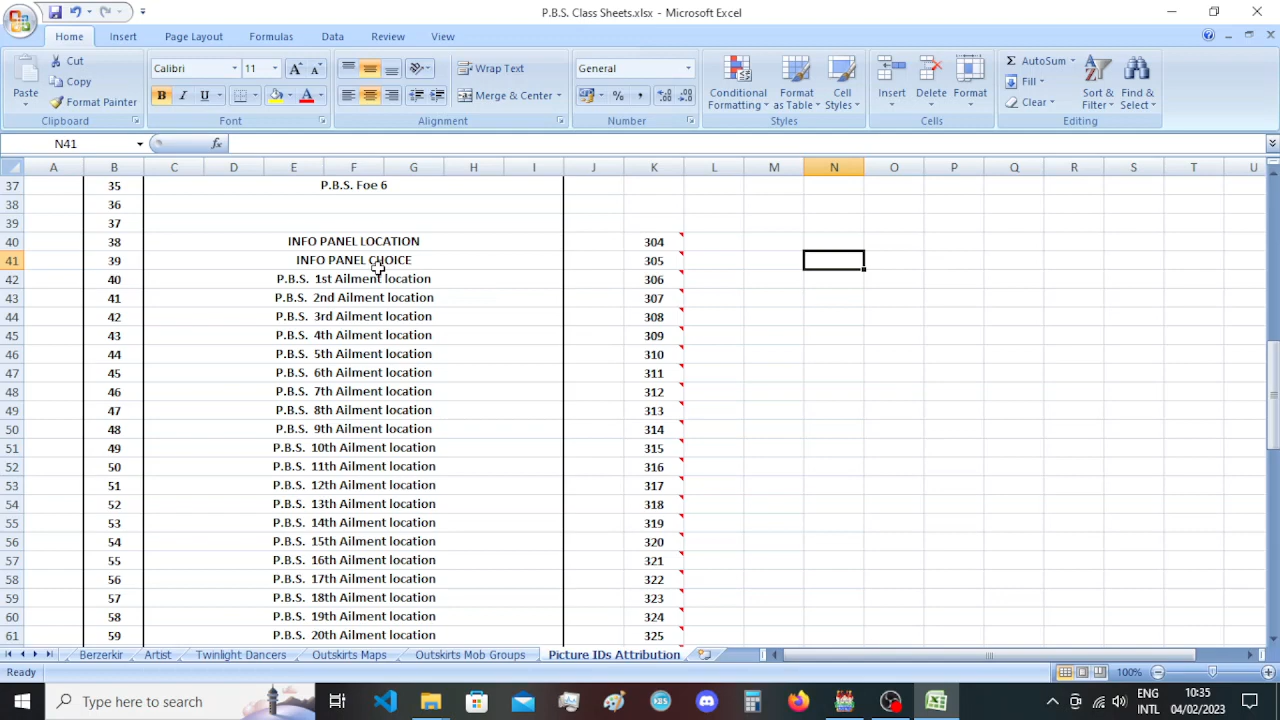 P.B.S. Class Sheets.xlsx - Microsoft Excel
Home Insert Page Layout Formulas Data Review View
Paste
Cut
Copy
Format Painter
Clipboard
Calibri 11
B I U
Font
Wrap Text
Merge & Center
Alignment
General
Number
Conditional Formatting
Format as Table
Cell Styles
Styles
Insert Delete Format
Cells
AutoSum
Fill
Clear
Sort & Filter
Find & Select
Editing
N41 fx
A B C D E F G H I J K L M N O P Q R S T U
37 35 P.B.S. Foe 6
38 36
39 37
40 38 INFO PANEL LOCATION 304
41 39 INFO PANEL CHOICE 305
42 40 P.B.S. 1st Ailment location 306
43 41 P.B.S. 2nd Ailment location 307
44 42 P.B.S. 3rd Ailment location 308
45 43 P.B.S. 4th Ailment location 309
46 44 P.B.S. 5th Ailment location 310
47 45 P.B.S. 6th Ailment location 311
48 46 P.B.S. 7th Ailment location 312
49 47 P.B.S. 8th Ailment location 313
50 48 P.B.S. 9th Ailment location 314
51 49 P.B.S. 10th Ailment location 315
52 50 P.B.S. 11th Ailment location 316
53 51 P.B.S. 12th Ailment location 317
54 52 P.B.S. 13th Ailment location 318
55 53 P.B.S. 14th Ailment location 319
56 54 P.B.S. 15th Ailment location 320
57 55 P.B.S. 16th Ailment location 321
58 56 P.B.S. 17th Ailment location 322
59 57 P.B.S. 18th Ailment location 323
60 58 P.B.S. 19th Ailment location 324
61 59 P.B.S. 20th Ailment location 325
Berzerkir Artist Twinlight Dancers Outskirts Maps Outskirts Mob Groups Picture IDs Attribution
Ready 100%
Type here to search
ENG
INTL
10:35
04/02/2023